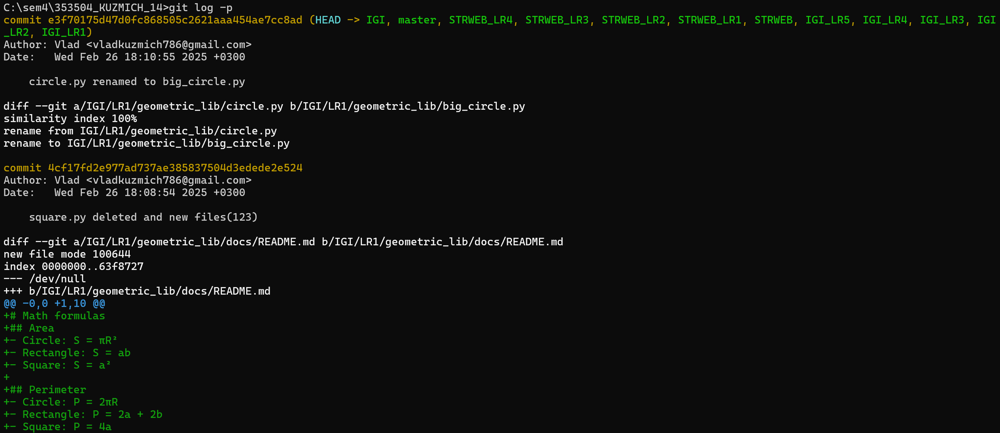 C:\sem4\353504_KUZMICH_14>git log -p
commit e3f70175d47d0fc868505c2621aaa454ae7cc8ad (HEAD -> IGI, master, STRWEB_LR4, STRWEB_LR3, STRWEB_LR2, STRWEB_LR1, STRWEB, IGI_LR5, IGI_LR4, IGI_LR3, IGI
_LR2, IGI_LR1)
Author: Vlad <vladkuzmich786@gmail.com>
Date:   Wed Feb 26 18:10:55 2025 +0300
    circle.py renamed to big_circle.py
diff --git a/IGI/LR1/geometric_lib/circle.py b/IGI/LR1/geometric_lib/big_circle.py
similarity index 100%
rename from IGI/LR1/geometric_lib/circle.py
rename to IGI/LR1/geometric_lib/big_circle.py
commit 4cf17fd2e977ad737ae385837504d3edede2e524
Author: Vlad <vladkuzmich786@gmail.com>
Date:   Wed Feb 26 18:08:54 2025 +0300
    square.py deleted and new files(123)
diff --git a/IGI/LR1/geometric_lib/docs/README.md b/IGI/LR1/geometric_lib/docs/README.md
new file mode 100644
index 0000000..63f8727
--- /dev/null
+++ b/IGI/LR1/geometric_lib/docs/README.md
@@ -0,0 +1,10 @@
+# Math formulas
+## Area
+- Circle: S = πR²
+- Rectangle: S = ab
+- Square: S = a²
+
+## Perimeter
+- Circle: P = 2πR
+- Rectangle: P = 2a + 2b
+- Square: P = 4a